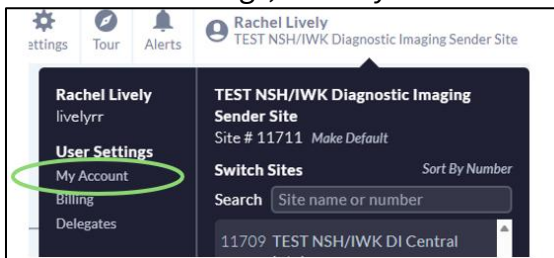 Rachel Lively
TEST NSH/IWK Diagnostic Imaging Sender Site
ettings Tour Alerts
Rachel Lively
livelyrr
User Settings
My Account
Billing
Delegates
TEST NSH/IWK Diagnostic Imaging
Sender Site
Site # 11711 Make Default
Switch Sites Sort By Number
Search Site name or number
11709 TEST NSH/IWK DI Central